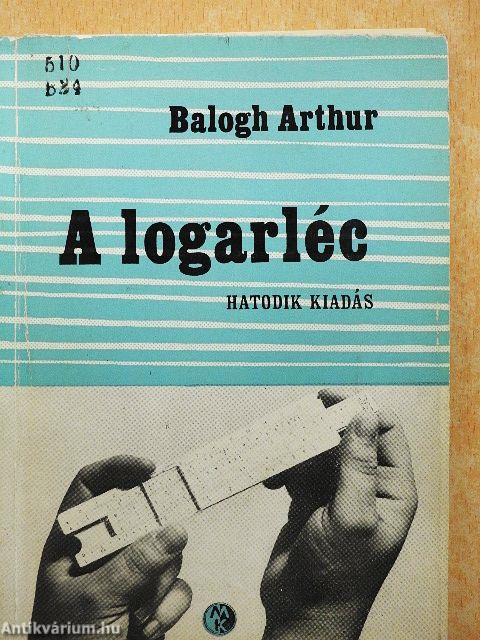 510
B24
Balogh Arthur
A logarléc
HATODIK KIADÁS
MK
Antikvárium.hu